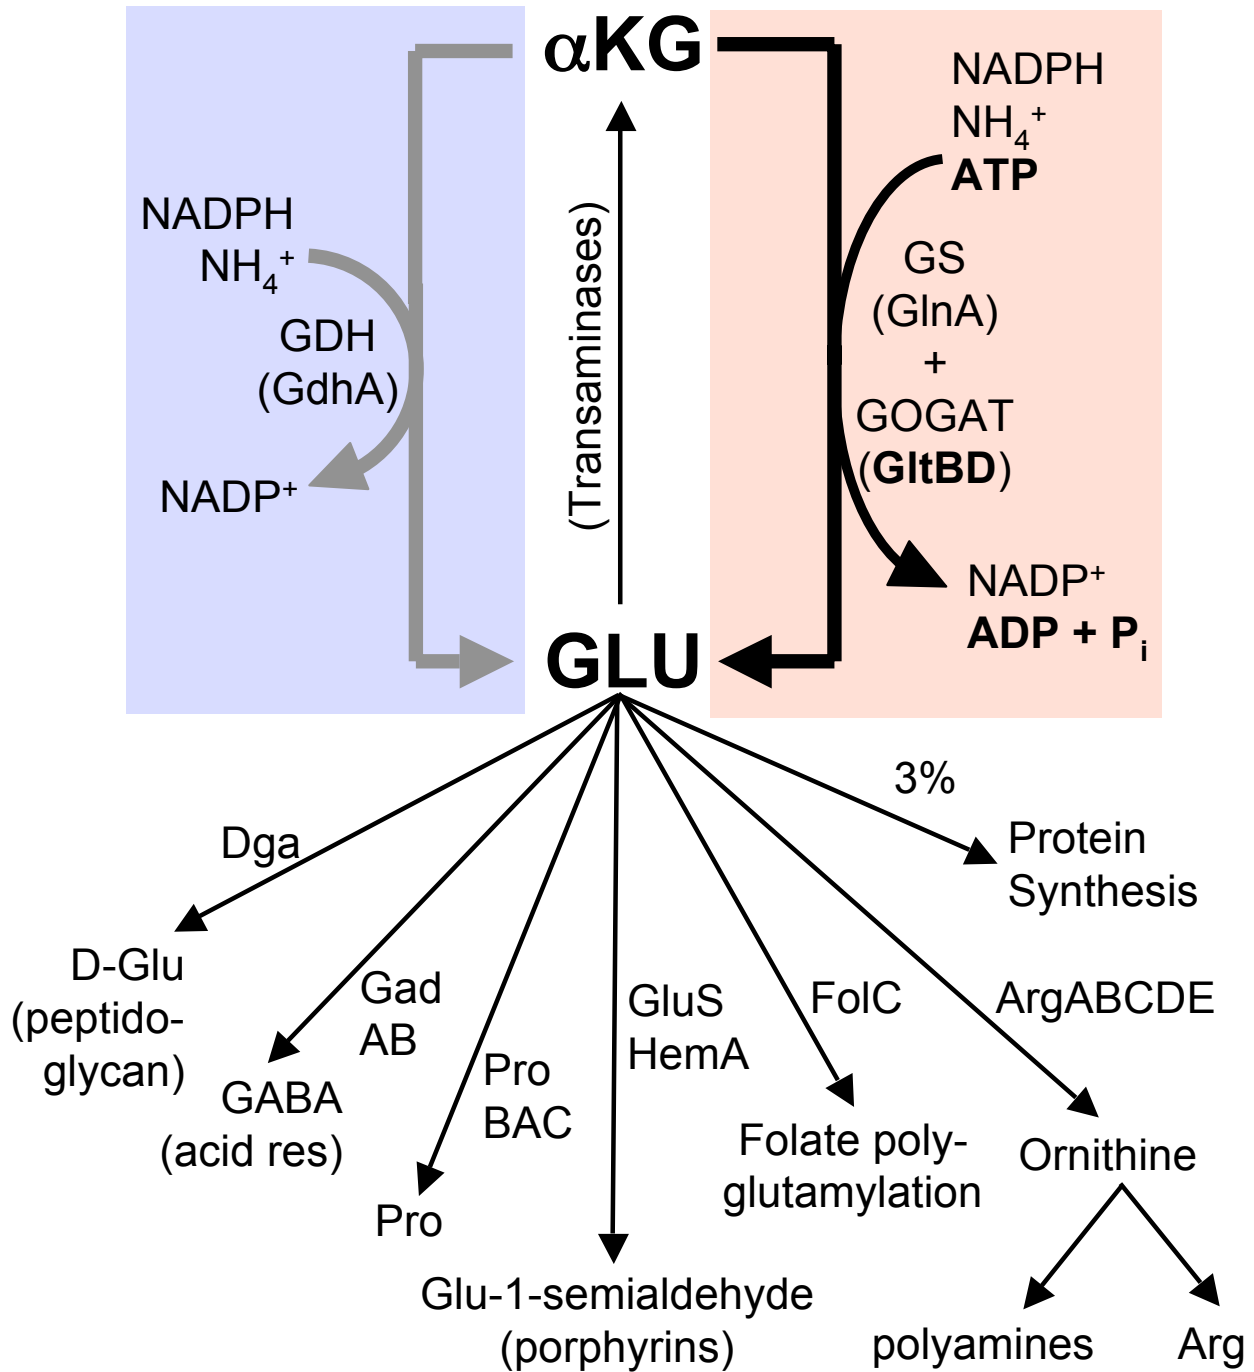 αKG
NADPH
NH₄⁺
GDH
(GdhA)
NADP⁺
(Transaminases)
NADPH
NH₄⁺
ATP
GS
(GlnA)
+
GOGAT
(GltBD)
NADP⁺
ADP + Pᵢ
GLU
3%
Protein
Synthesis
Dga
D-Glu
(peptido-
glycan)
Gad
AB
GABA
(acid res)
Pro
BAC
Pro
GluS
HemA
Glu-1-semialdehyde
(porphyrins)
FolC
Folate poly-
glutamylation
ArgABCDE
Ornithine
polyamines
Arg